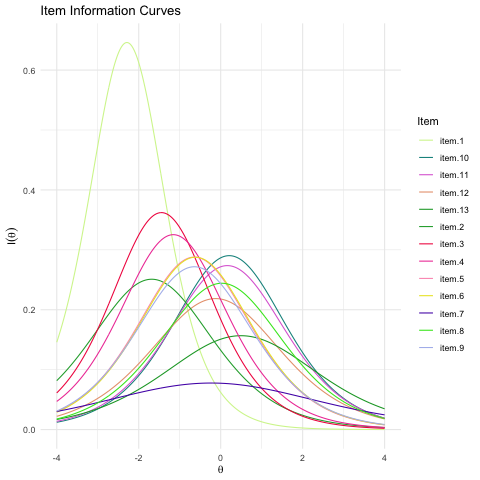 Item Information Curves
I(θ)
0.6
0.4
0.2
0.0
-4 -2 0 2 4
θ
Item
item.1
item.10
item.11
item.12
item.13
item.2
item.3
item.4
item.5
item.6
item.7
item.8
item.9